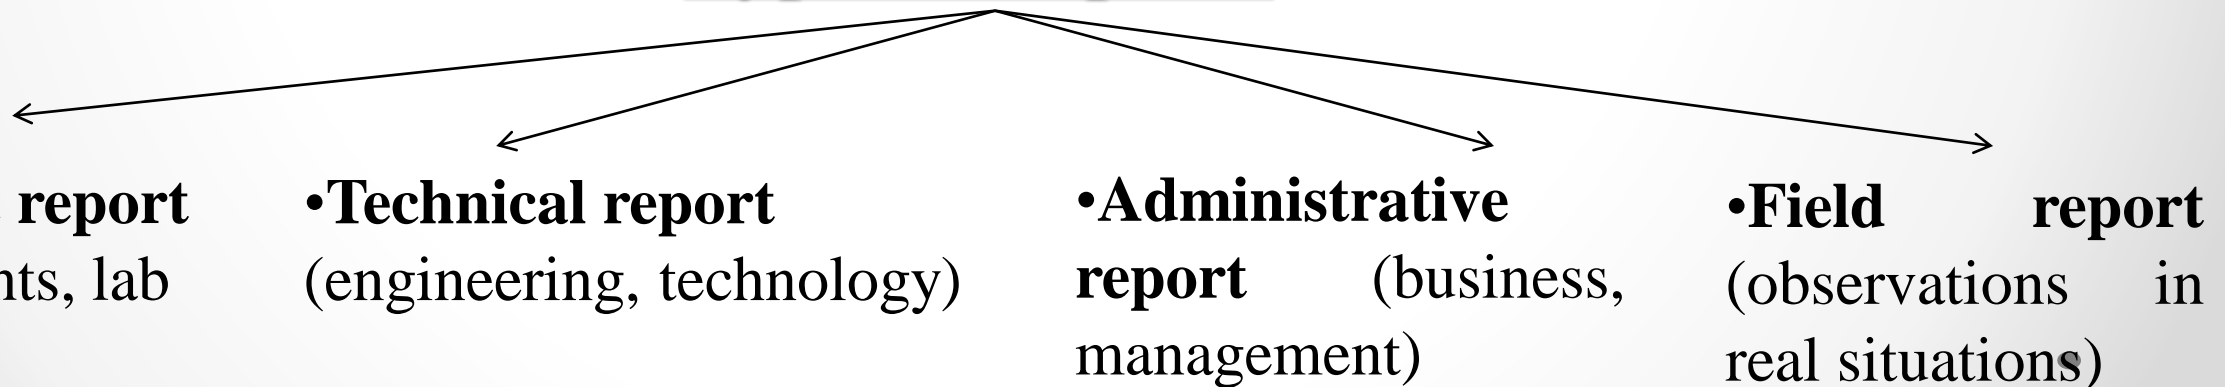 report
nts, lab
•Technical report
(engineering, technology)
•Administrative
report (business,
management)
•Field report
(observations in
real situations)